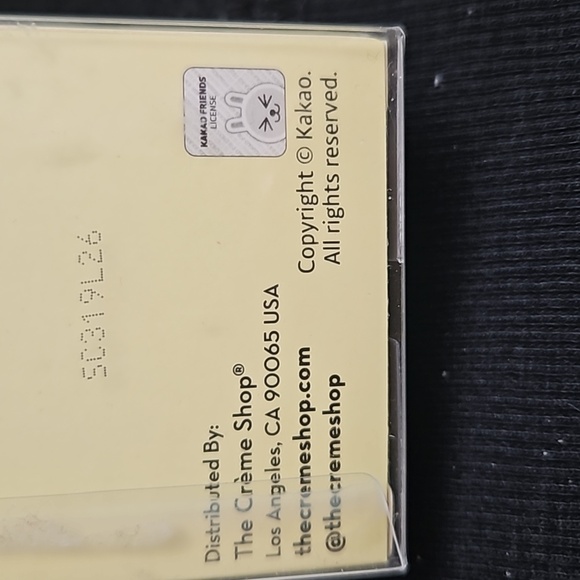 SC319L26
Distributed By:
The Crème Shop®
Los Angeles, CA 90065 USA
thecremeshop.com
@thecremeshop
KAKAO FRIENDS
LICENSE
Copyright © Kakao.
All rights reserved.